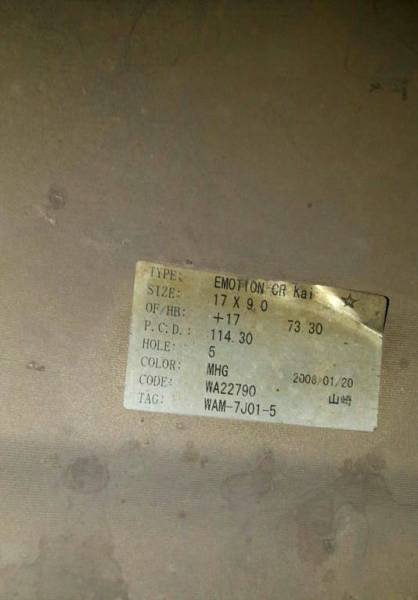 TYPE: EMOTION-CR Kai ☆
SIZE: 17 X 9.0
OF/HB: +17 73.30
P.C.D.: 114.30
HOLE: 5
COLOR: MHG 2008/01/20
CODE: WA22790 山崎
TAG: WAM-7J01-5